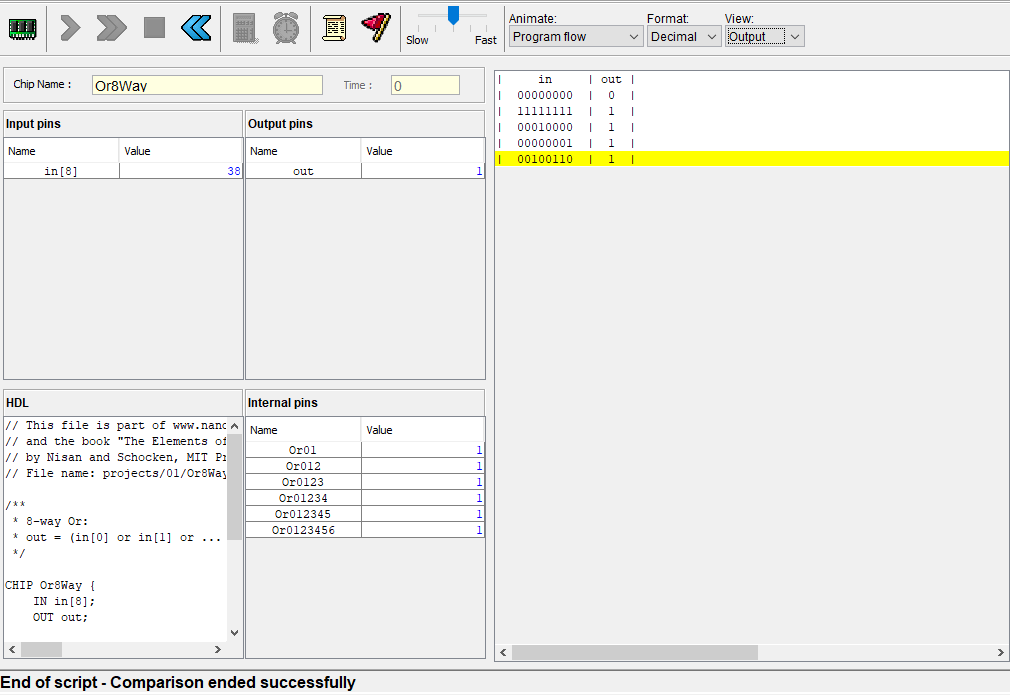 Slow Fast
Animate: Format: View:
Program flow Decimal Output
Chip Name : Or8Way Time : 0
Input pins
Name Value
in[8] 38
Output pins
Name Value
out 1
HDL
// This file is part of www.nand
// and the book "The Elements of
// by Nisan and Schocken, MIT Pr
// File name: projects/01/Or8Way
/**
* 8-way Or:
* out = (in[0] or in[1] or ...
*/
CHIP Or8Way {
IN in[8];
OUT out;
Internal pins
Name Value
Or01 1
Or012 1
Or0123 1
Or01234 1
Or012345 1
Or0123456 1
| in | out |
| 00000000 | 0 |
| 11111111 | 1 |
| 00010000 | 1 |
| 00000001 | 1 |
| 00100110 | 1 |
End of script - Comparison ended successfully